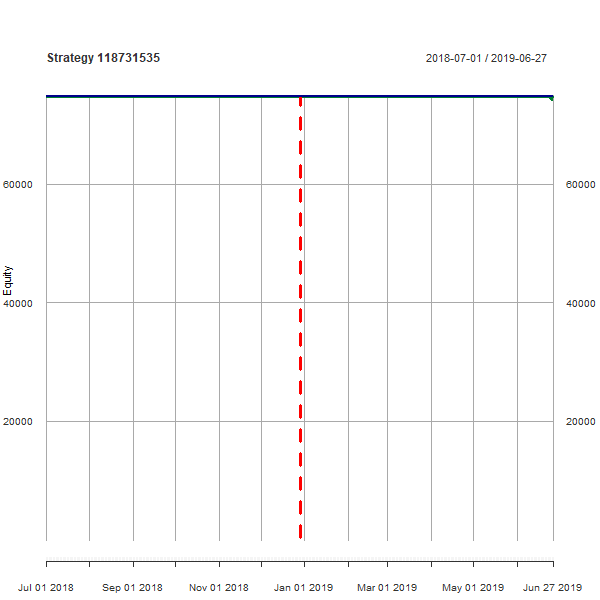 Strategy 118731535 2018-07-01 / 2019-06-27
60000 60000
Equity
40000 40000
20000 20000
Jul 01 2018 Sep 01 2018 Nov 01 2018 Jan 01 2019 Mar 01 2019 May 01 2019 Jun 27 2019